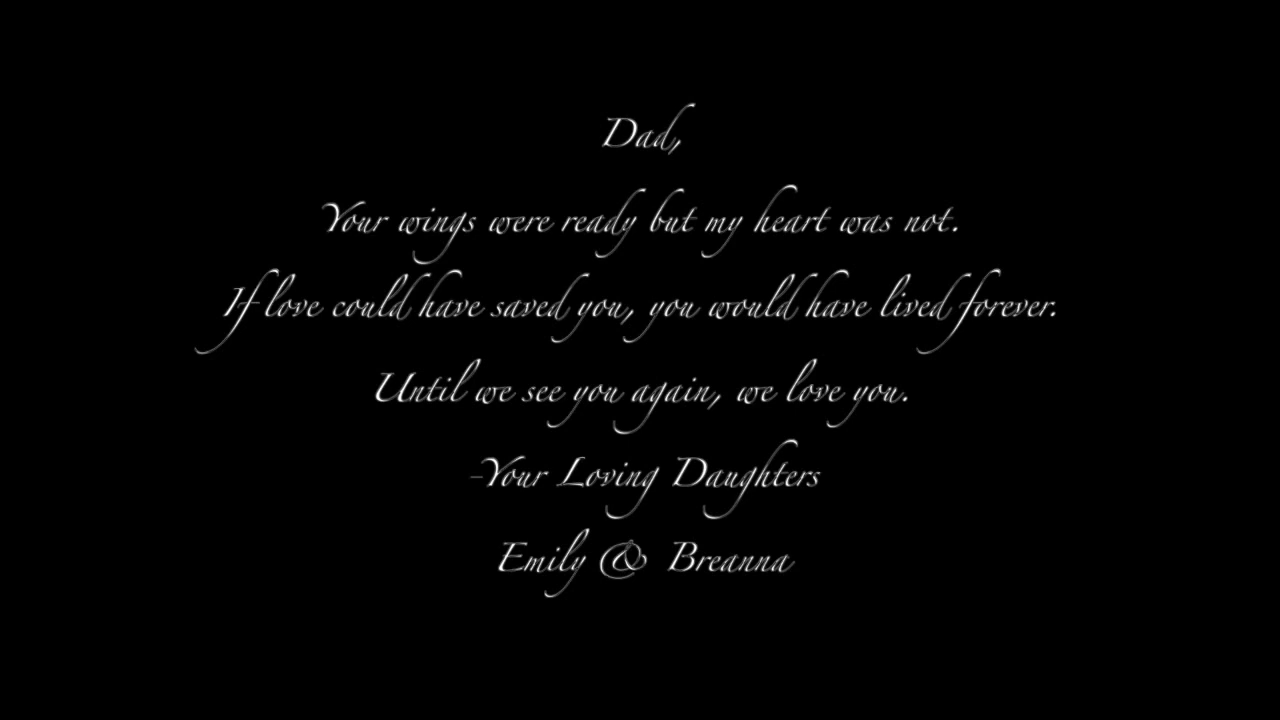 Dad,
Your wings were ready but my heart was not.
If love could have saved you, you would have lived forever.
Until we see you again, we love you.
-Your Loving Daughters
Emily & Breanna